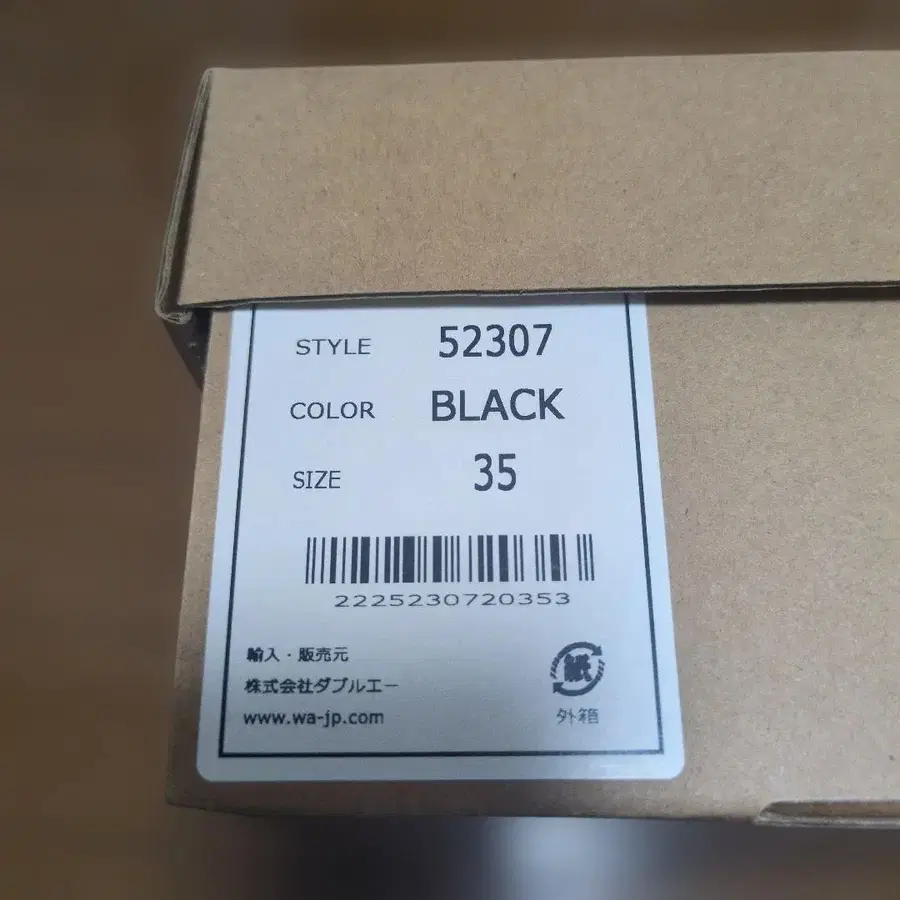 STYLE 52307
COLOR BLACK
SIZE 35
2225230720353
輸入・販売元
株式会社ダブルエー
www.wa-jp.com
紙
外箱